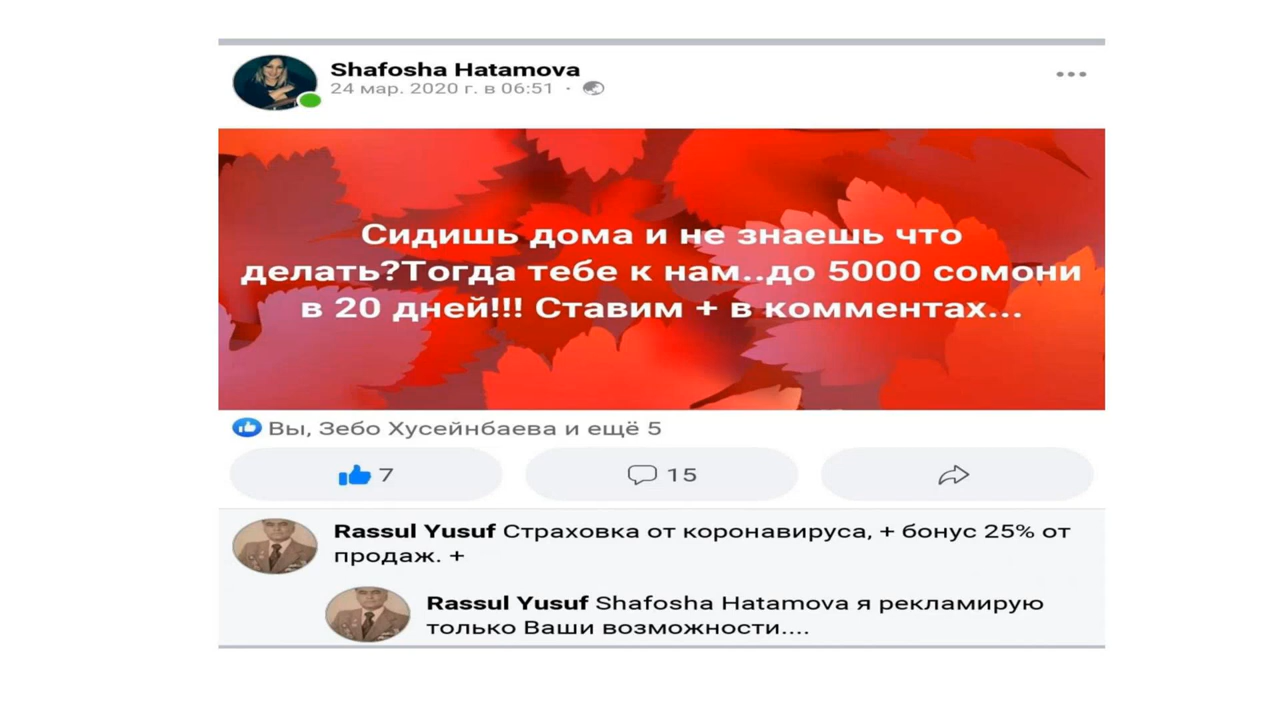 Shafosha Hatamova
24 мар. 2020 г. в 06:51 ·
Сидишь дома и не знаешь что
делать?Тогда тебе к нам..до 5000 сомони
в 20 дней!!! Ставим + в комментах...
Вы, Зебо Хусейнбаева и ещё 5
7
15
Rassul Yusuf Страховка от коронавируса, + бонус 25% от
продаж. +
Rassul Yusuf Shafosha Hatamova я рекламирую
только Ваши возможности....